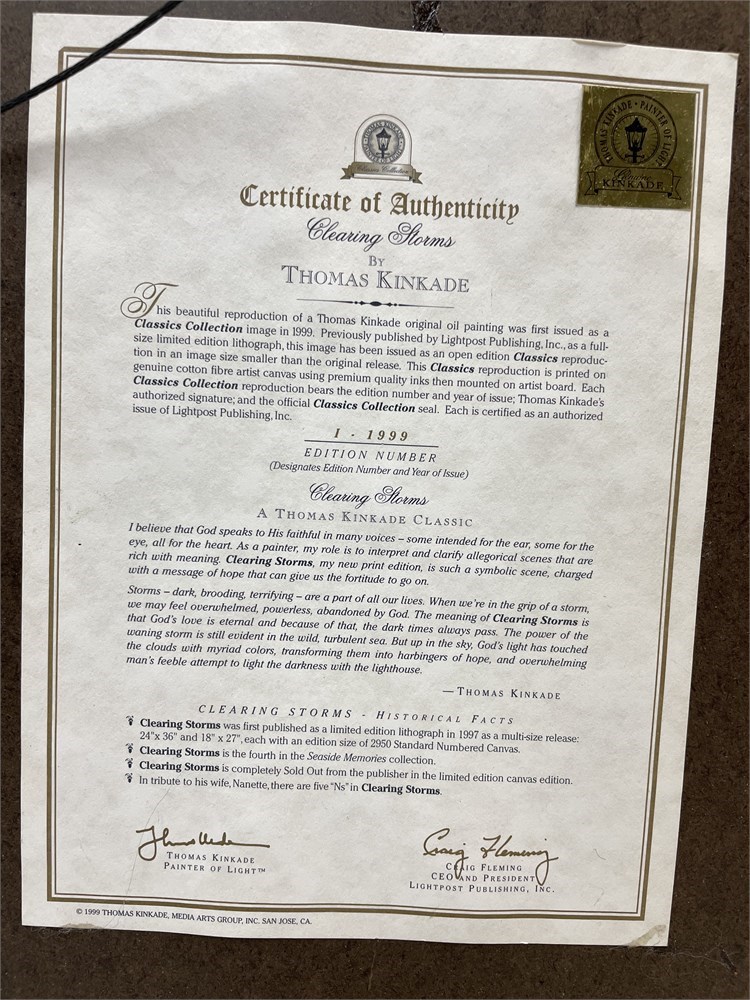 THOMAS KINKADE • PAINTER OF LIGHT
KINKADE
THOMAS KINKADE
PAINTER OF LIGHT
Classics Collection
Certificate of Authenticity
Clearing Storms
BY
THOMAS KINKADE
This beautiful reproduction of a Thomas Kinkade original oil painting was first issued as a
Classics Collection image in 1999. Previously published by Lightpost Publishing, Inc., as a full-
size limited edition lithograph, this image has been issued as an open edition Classics reproduc-
tion in an image size smaller than the original release. This Classics reproduction is printed on
genuine cotton fibre artist canvas using premium quality inks then mounted on artist board. Each
Classics Collection reproduction bears the edition number and year of issue; Thomas Kinkade's
authorized signature; and the official Classics Collection seal. Each is certified as an authorized
issue of Lightpost Publishing, Inc.
I - 1999
EDITION NUMBER
(Designates Edition Number and Year of Issue)
Clearing Storms
A THOMAS KINKADE CLASSIC
I believe that God speaks to His faithful in many voices – some intended for the ear, some for the
eye, all for the heart. As a painter, my role is to interpret and clarify allegorical scenes that are
rich with meaning. Clearing Storms, my new print edition, is such a symbolic scene, charged
with a message of hope that can give us the fortitude to go on.
Storms – dark, brooding, terrifying – are a part of all our lives. When we're in the grip of a storm,
we may feel overwhelmed, powerless, abandoned by God. The meaning of Clearing Storms is
that God's love is eternal and because of that, the dark times always pass. The power of the
waning storm is still evident in the wild, turbulent sea. But up in the sky, God's light has touched
the clouds with myriad colors, transforming them into harbingers of hope, and overwhelming
man's feeble attempt to light the darkness with the lighthouse.
— THOMAS KINKADE
CLEARING STORMS - HISTORICAL FACTS
Clearing Storms was first published as a limited edition lithograph in 1997 as a multi-size release:
24"x 36" and 18" x 27", each with an edition size of 2950 Standard Numbered Canvas.
Clearing Storms is the fourth in the Seaside Memories collection.
Clearing Storms is completely Sold Out from the publisher in the limited edition canvas edition.
In tribute to his wife, Nanette, there are five "Ns" in Clearing Storms.
THOMAS KINKADE
PAINTER OF LIGHT™
Craig Fleming
CRAIG FLEMING
CEO AND PRESIDENT
LIGHTPOST PUBLISHING, INC.
© 1999 THOMAS KINKADE, MEDIA ARTS GROUP, INC. SAN JOSE, CA.